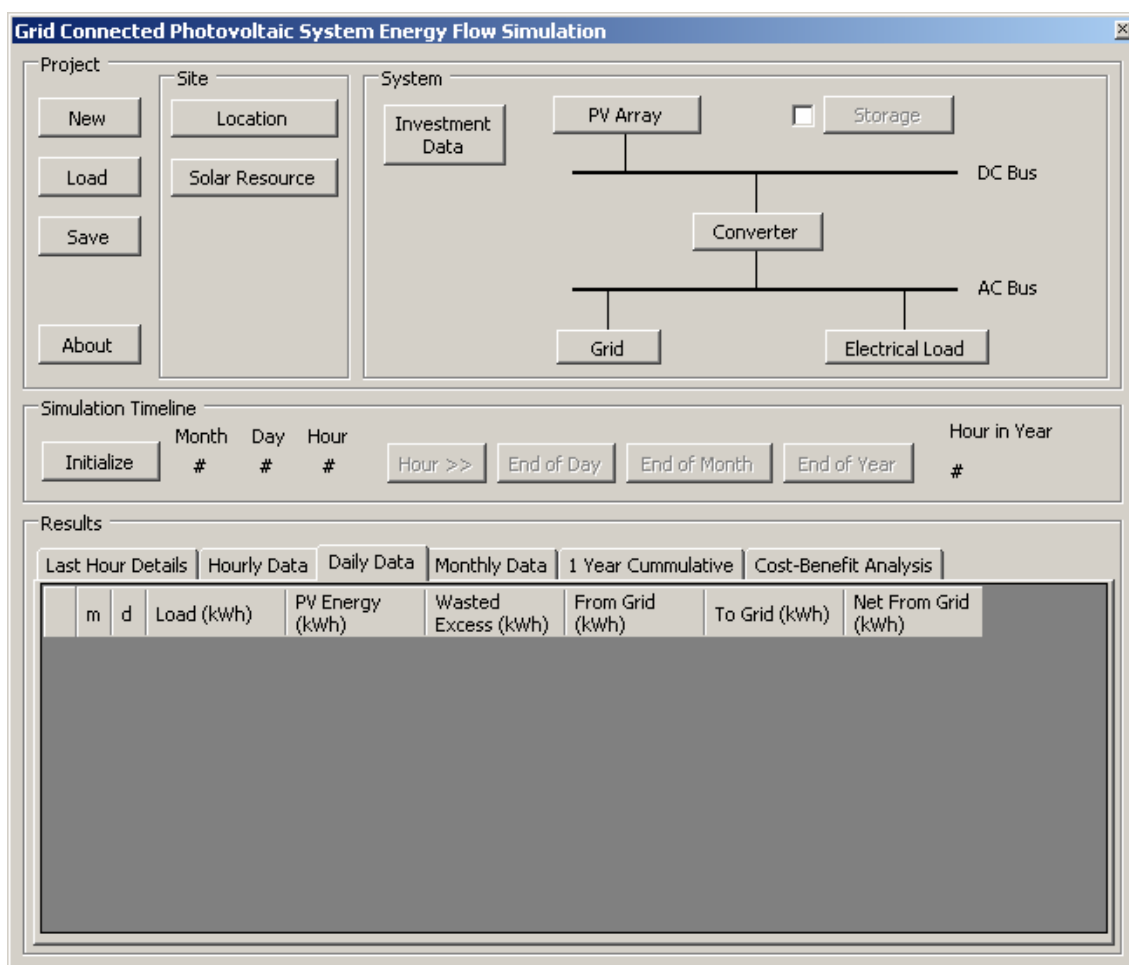 Grid Connected Photovoltaic System Energy Flow Simulation
Project
New
Load
Save
About
Site
Location
Solar Resource
System
Investment
Data
PV Array
Storage
DC Bus
Converter
AC Bus
Grid
Electrical Load
Simulation Timeline
Initialize
Month Day Hour
# # #
Hour >> End of Day End of Month End of Year
Hour in Year
#
Results
Last Hour Details Hourly Data Daily Data Monthly Data 1 Year Cummulative Cost-Benefit Analysis
m
d
Load (kWh)
PV Energy
(kWh)
Wasted
Excess (kWh)
From Grid
(kWh)
To Grid (kWh)
Net From Grid
(kWh)